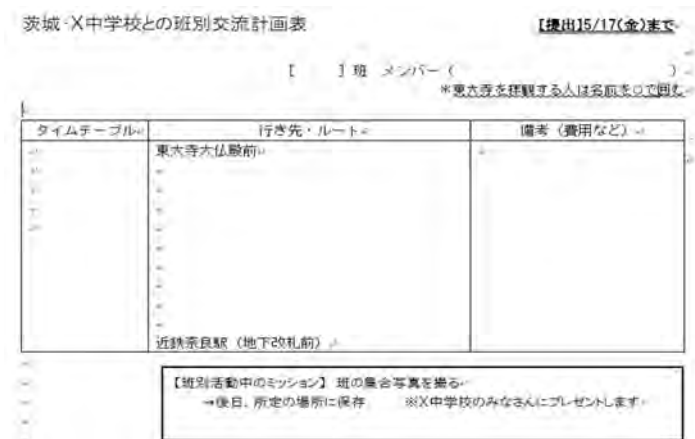 茨城・X中学校との班別交流計画表
【提出】5/17(金)まで
[　　]班　メンバー(　　　　　　　　)
*東大寺を拝観する人は名前を○で囲む
タイムテーブル
行き先・ルート
備考（費用など）
東大寺大仏殿前
近鉄奈良駅（地下改札前）
【班別活動中のミッション】 班の集合写真を撮る
→後日、所定の場所に保存　　※X中学校のみなさんにプレゼントします